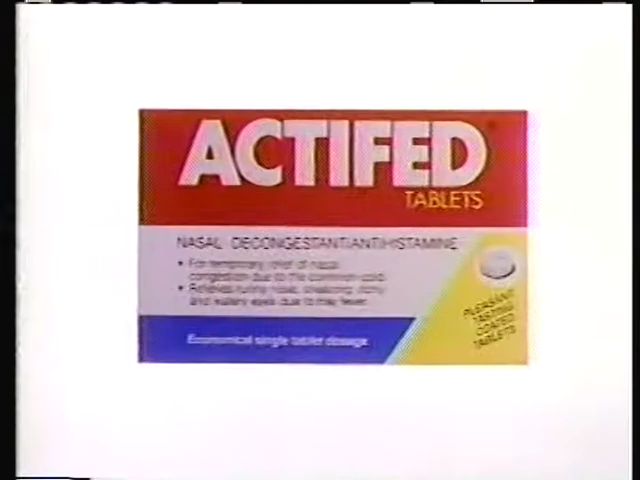 ACTIFED
TABLETS
NASAL DECONGESTANT/ANTIHISTAMINE
• For temporary relief of nasal
congestion due to the common cold.
• Relieves runny nose, sneezing, itchy
and watery eyes due to hay fever.
Economical single tablet dosage
PLEASANT
TASTING
COATED
TABLETS